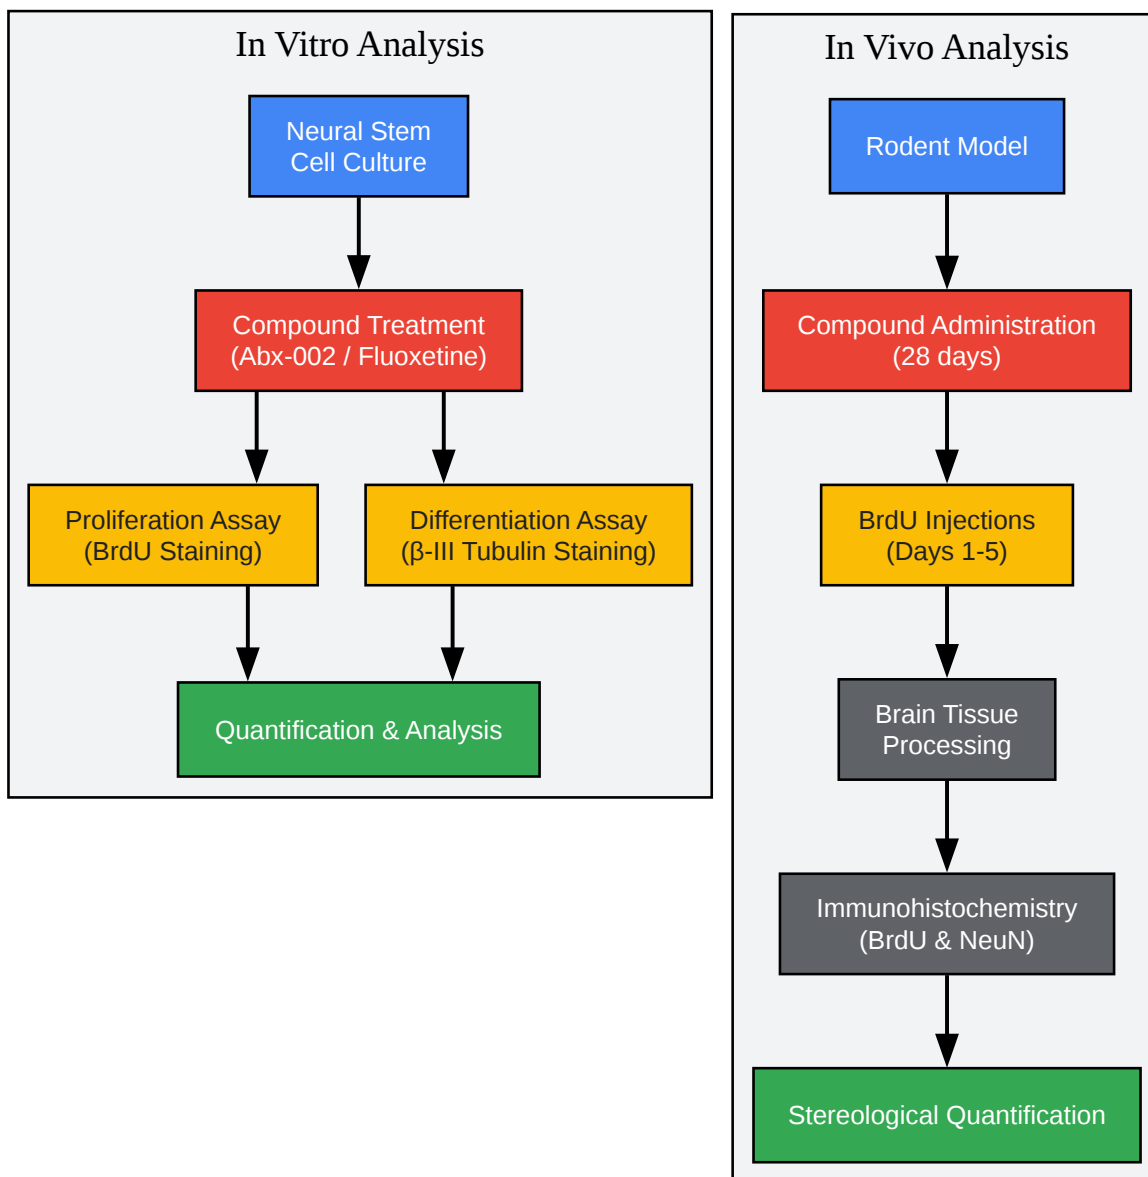 In Vitro Analysis
Neural Stem
Cell Culture
Compound Treatment
(Abx-002 / Fluoxetine)
Proliferation Assay
(BrdU Staining)
Differentiation Assay
(β-III Tubulin Staining)
Quantification & Analysis
In Vivo Analysis
Rodent Model
Compound Administration
(28 days)
BrdU Injections
(Days 1-5)
Brain Tissue
Processing
Immunohistochemistry
(BrdU & NeuN)
Stereological Quantification